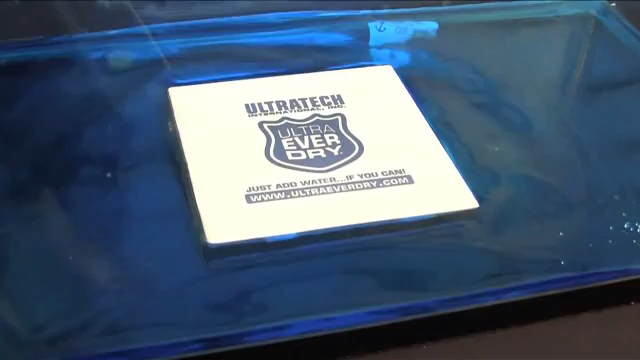 ULTRATECH
INTERNATIONAL, INC.
ULTRA
EVER
DRY
JUST ADD WATER...IF YOU CAN!
WWW.ULTRAEVERDRY.COM